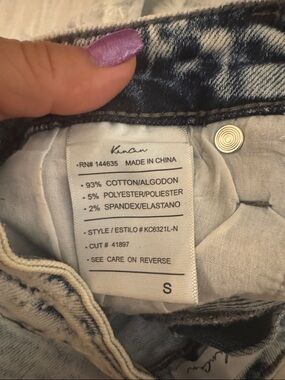 KanCan
•RN# 144635 MADE IN CHINA
• 93% COTTON/ALGODON
• 5% POLYESTER/POLIESTER
• 2% SPANDEX/ELASTANO
• STYLE / ESTILO # KC6321L-N
• CUT # 41897
• SEE CARE ON REVERSE
S